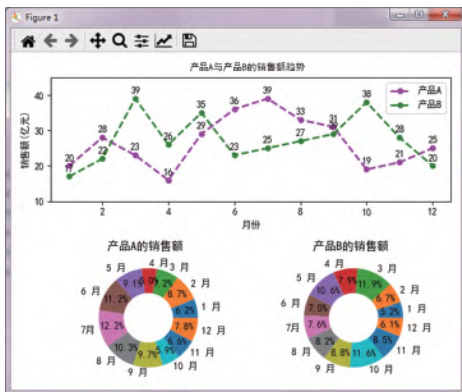 Figure 1
产品A与产品B的销售额趋势
销售额(亿元)
40
30
20
10
2
4
6
8
10
12
月份
产品A
产品B
20 28 23 16 29 36 39 33 31 19 21 25
17 22 39 26 35 23 25 27 29 38 28 20
产品A的销售额
1 月 6.2%
2 月 8.7%
3 月 7.2%
4 月 5.0%
5 月 9.1%
6 月 11.2%
7月 12.2%
8 月 10.3%
9 月 9.7%
10 月 5.9%
11 月 6.6%
12 月 7.8%
产品B的销售额
1 月 5.2%
2 月 6.7%
3 月 11.9%
4 月 7.9%
5 月 10.6%
6 月 7.0%
7 月 7.6%
8 月 8.2%
9 月 8.8%
10 月 11.6%
11 月 8.5%
12 月 6.1%